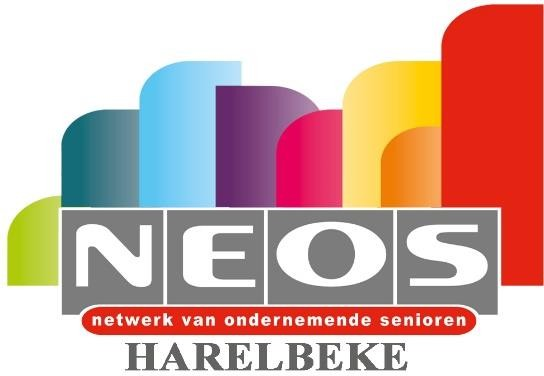 NEOS
netwerk van ondernemende senioren
HARELBEKE